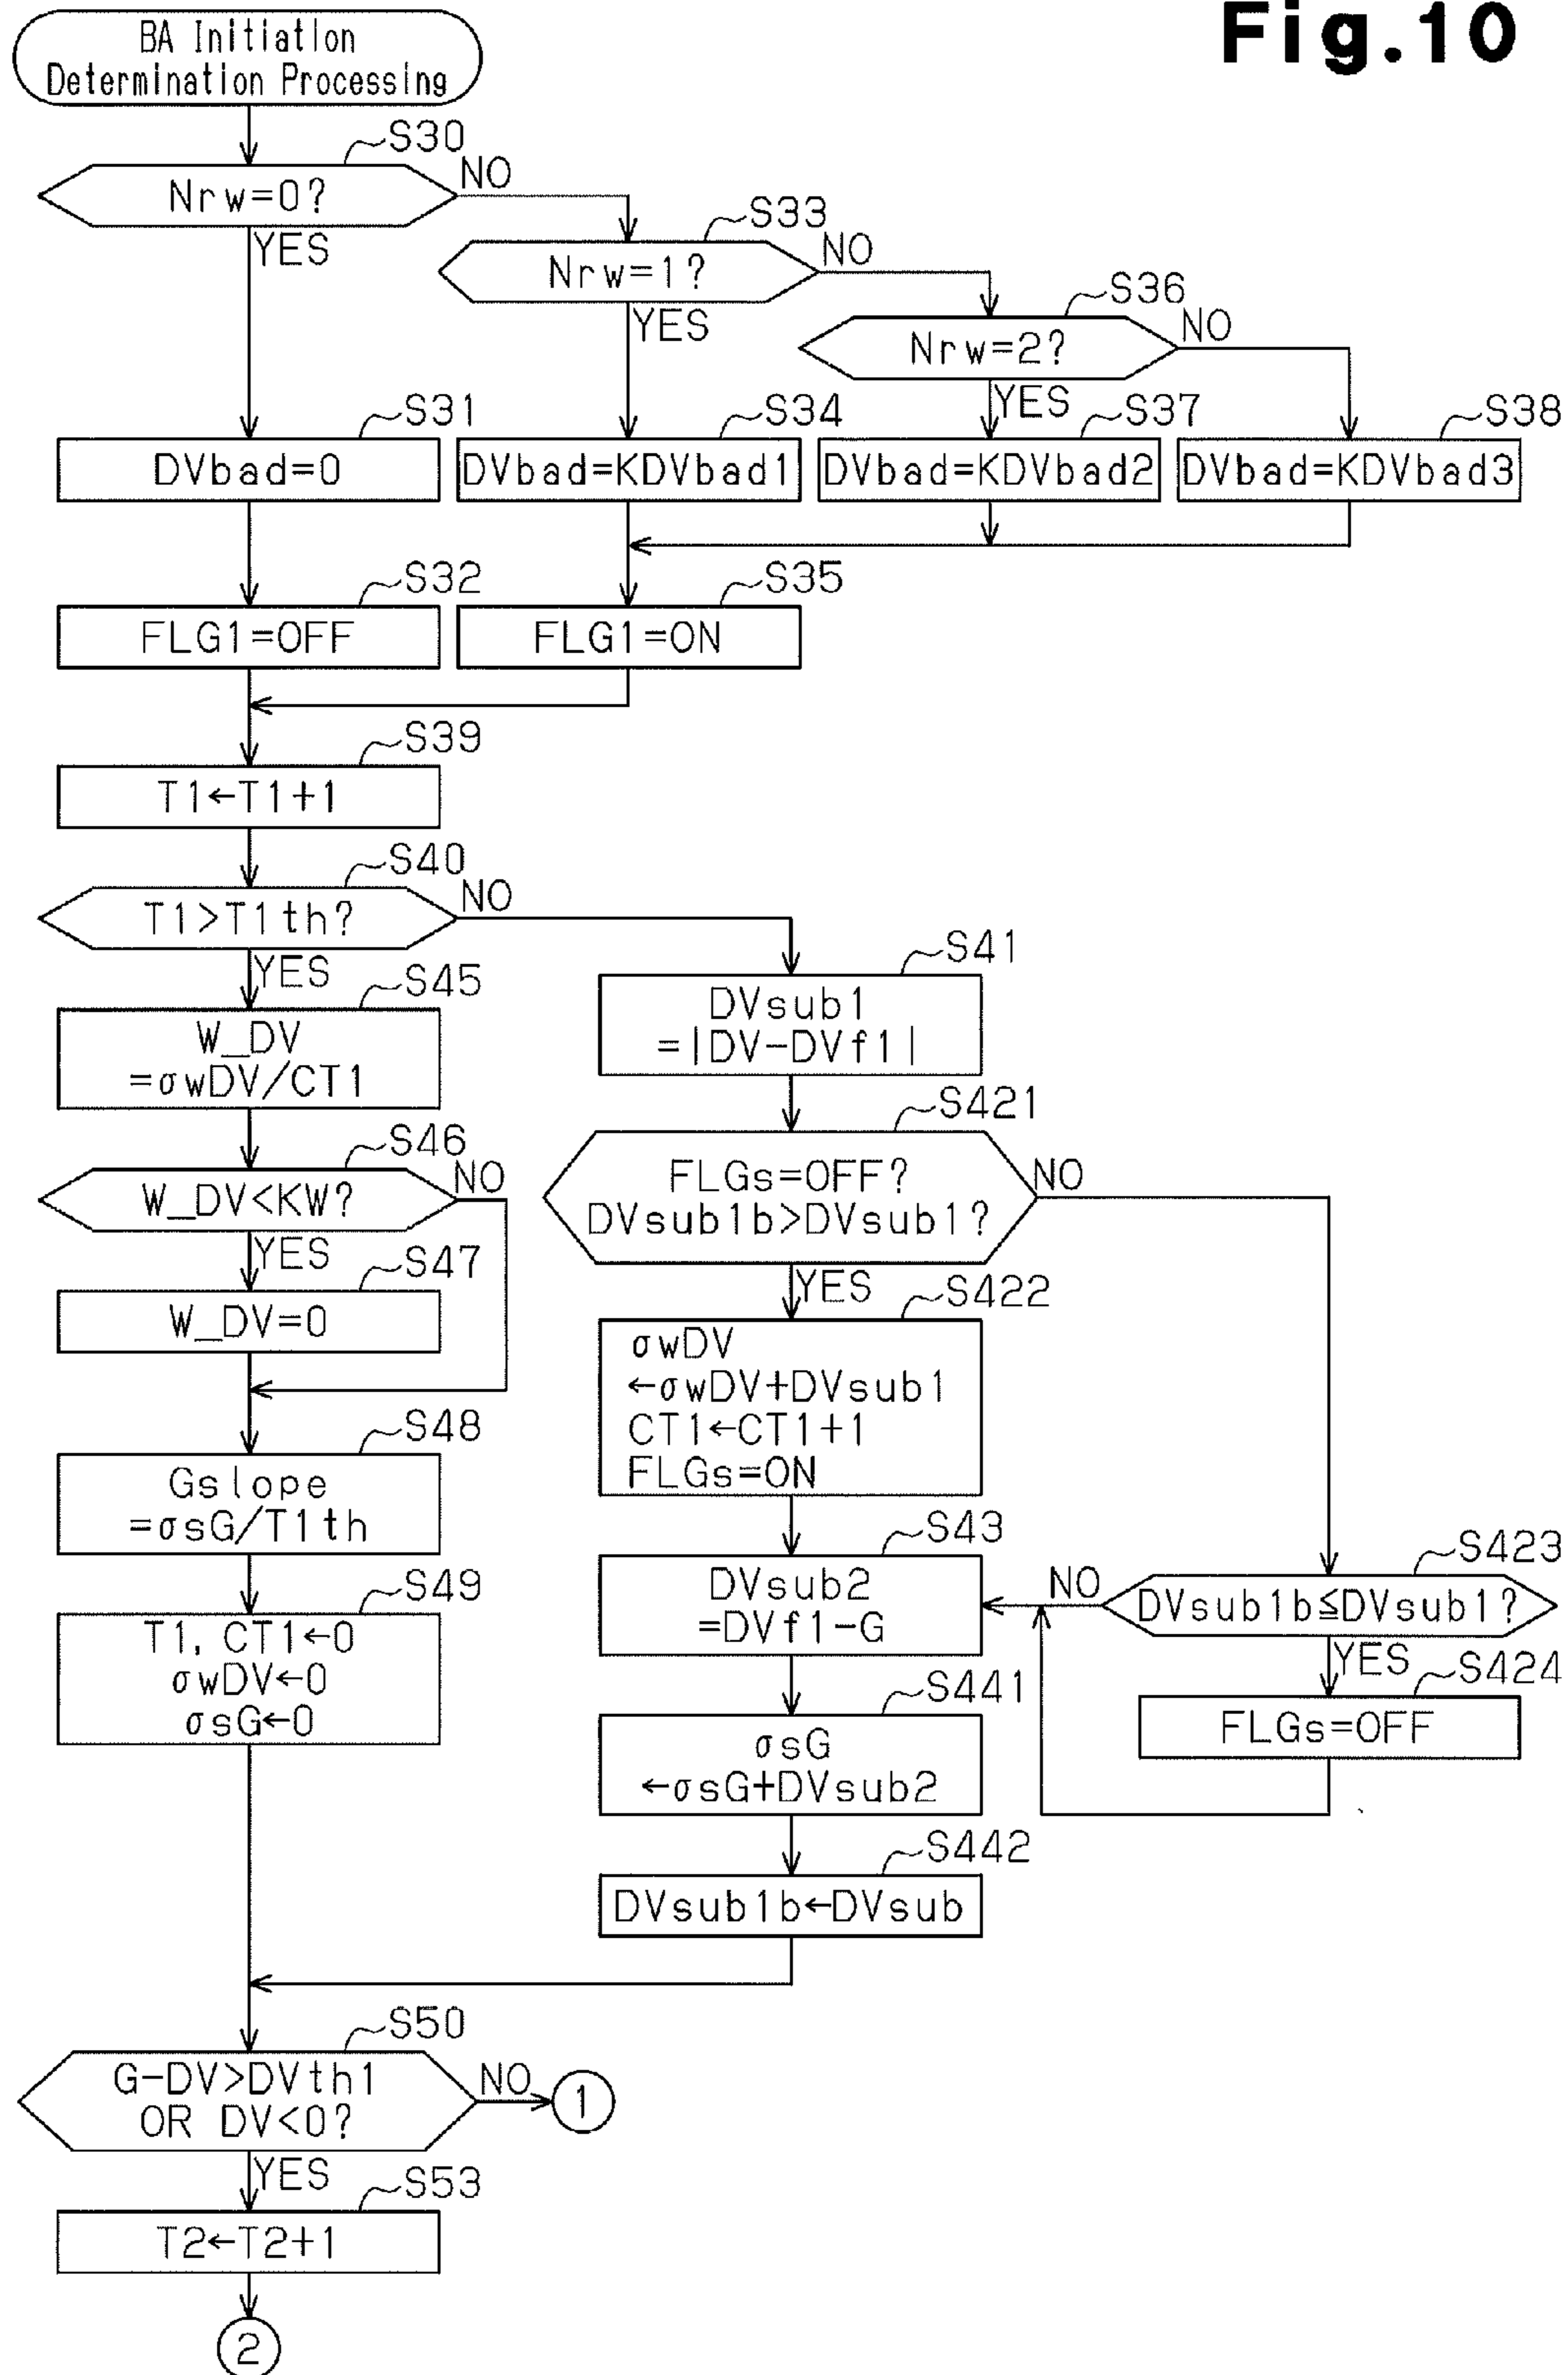 Fig.10
BA Initiation
Determination Processing
S30
Nrw=0?
NO
YES
S33
Nrw=1?
NO
YES
S36
Nrw=2?
NO
YES
S31
DVbad=0
S34
DVbad=KDVbad1
S37
DVbad=KDVbad2
S38
DVbad=KDVbad3
S32
FLG1=OFF
S35
FLG1=ON
S39
T1←T1+1
S40
T1>T1th?
NO
YES
S45
W_DV
=σwDV/CT1
S46
W_DV<KW?
NO
YES
S47
W_DV=0
S48
Gslope
=σsG/T1th
S49
T1, CT1←0
σwDV←0
σsG←0
S41
DVsub1
=|DV-DVf1|
S421
FLGs=OFF?
DVsub1b>DVsub1?
NO
YES
S422
σwDV
←σwDV+DVsub1
CT1←CT1+1
FLGs=ON
S43
DVsub2
=DVf1-G
S423
DVsub1b≦DVsub1?
NO
YES
S424
FLGs=OFF
S441
σsG
←σsG+DVsub2
S442
DVsub1b←DVsub
S50
G-DV>DVth1
OR DV<0?
NO
1
YES
S53
T2←T2+1
2